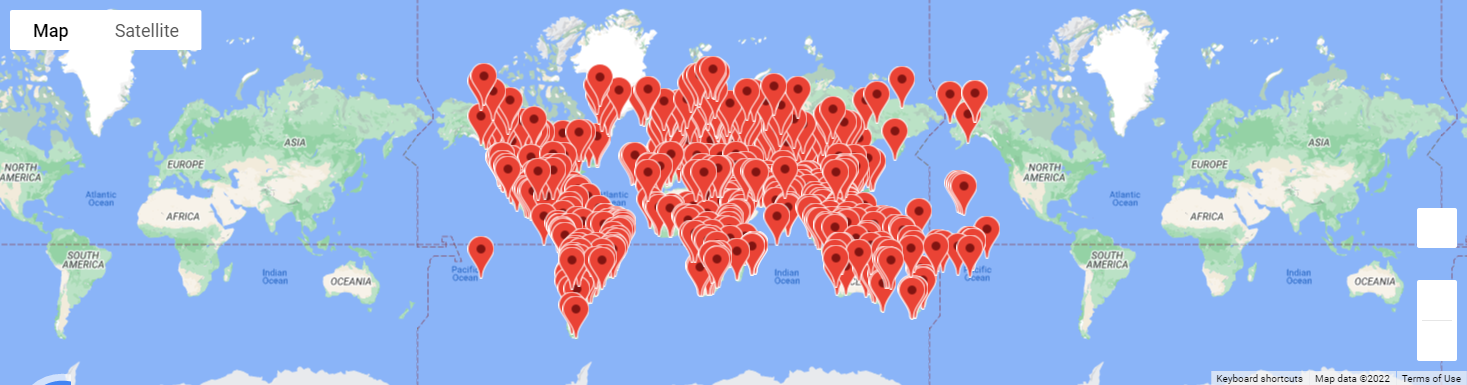 Map
Satellite
NORTH
AMERICA
Atlantic
Ocean
EUROPE
ASIA
AFRICA
SOUTH
AMERICA
Indian
Ocean
OCEANIA
Pacific
Ocean
Atlantic
Ocean
Indian
Ocean
Pacific
Ocean
NORTH
AMERICA
Atlantic
Ocean
EUROPE
ASIA
AFRICA
SOUTH
AMERICA
Indian
Ocean
OCEANIA
Keyboard shortcuts
Map data ©2022
Terms of Use